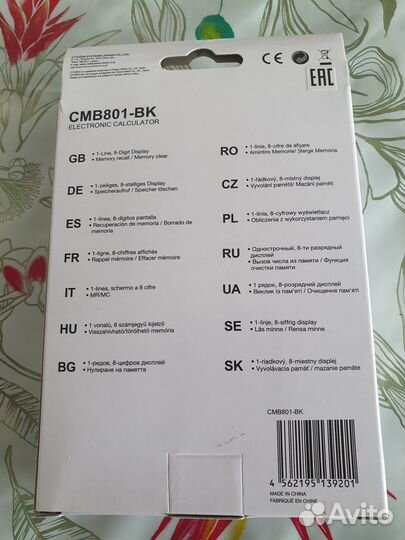 CITIZEN SYSTEMS JAPAN CO., LTD.
CE
EAC
CMB801-BK
ELECTRONIC CALCULATOR
GB
• 1-Line, 8-Digit Display
• Memory recall / Memory clear
DE
• 1-zeiliges, 8-stelliges Display
• Speicheraufruf / Speicher löschen
ES
• 1-línea, 8-dígitos pantalla
• Recuperación de memoria / Borrado de
memoria
FR
• 1-ligne, 8-chiffres affichés
• Rappel mémoire / Effacer mémoire
IT
• 1-linea, schermo a 8 cifre
• MR/MC
HU
• 1 vonalú, 8 számjegyű kijelző
• Visszahívható/törölhető memória
BG
• 1-редов, 8-цифров дисплей
• Нулиране на паметта
RO
• 1-linie, 8-cifre de afişare
• Amintire Memorie/ Şterge Memoria
CZ
• 1-řádkový, 8-místný displej
• Vyvolání paměti/ Mazání paměti
PL
• 1-linia, 8-cyfrowy wyświetlacz
• Obliczenia z wykorzystaniem pamięci
RU
• Однострочный, 8-ти разрядный
дисплей
• Вызов числа из памяти / Функция
очистки памяти
UA
• 1 рядок, 8-розрядний дисплей
• Виклик із пам'яті / Очищення пам'яті
SE
• 1-linje, 8-siffrig display
• Läs minne / Rensa minne
SK
• 1-riadkový, 8-miestny displej
• Vyvolávacia pamäť / mazanie pamäte
CMB801-BK
4 562195 139201
MADE IN CHINA
FABRIQUÉ EN CHINE
Avito